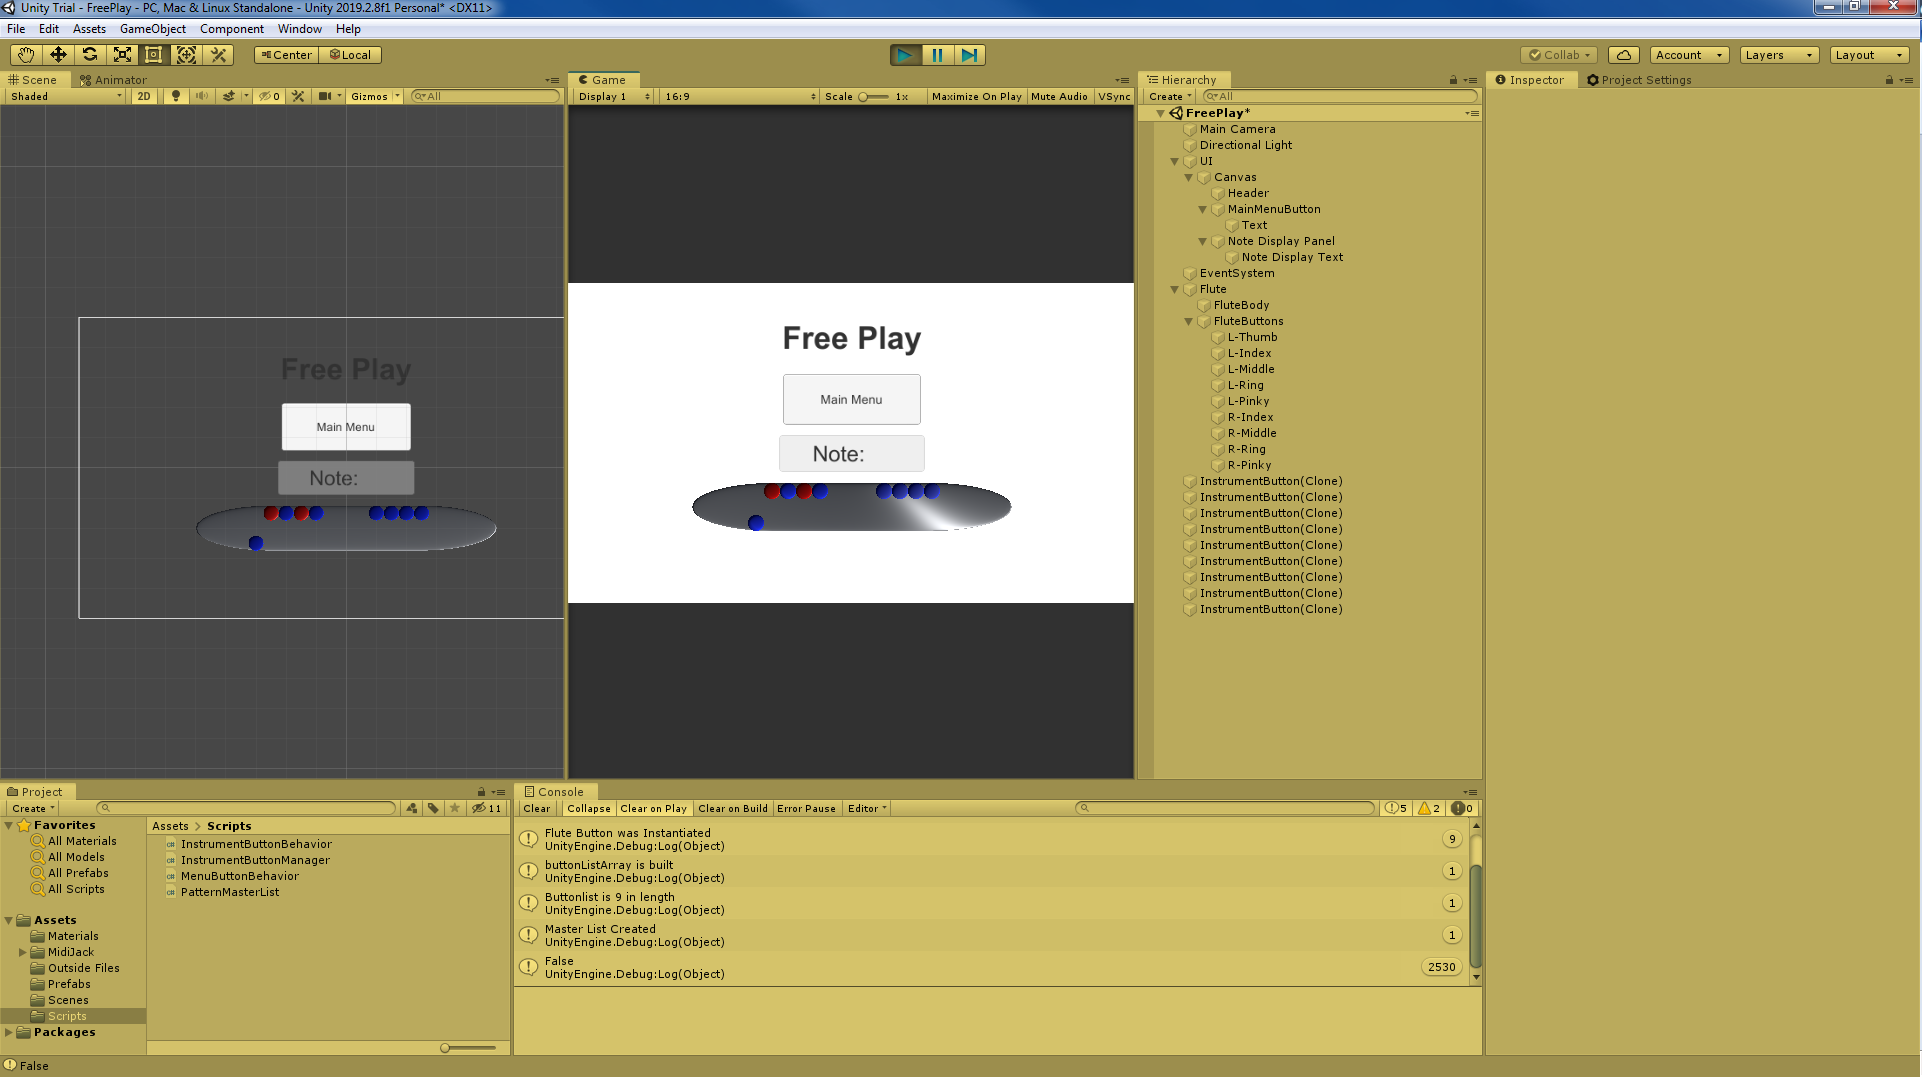 Unity Trial - FreePlay - PC, Mac & Linux Standalone - Unity 2019.2.8f1 Personal* <DX11>
File Edit Assets GameObject Component Window Help
Center Local Collab Account Layers Layout
Scene Animator
Shaded 2D 0 Gizmos All
Free Play
Main Menu
Note:
Game
Display 1 16:9 Scale 1x Maximize On Play Mute Audio VSync
Free Play
Main Menu
Note:
Hierarchy
Create All
FreePlay*
Main Camera
Directional Light
UI
Canvas
Header
MainMenuButton
Text
Note Display Panel
Note Display Text
EventSystem
Flute
FluteBody
FluteButtons
L-Thumb
L-Index
L-Middle
L-Ring
L-Pinky
R-Index
R-Middle
R-Ring
R-Pinky
InstrumentButton(Clone)
InstrumentButton(Clone)
InstrumentButton(Clone)
InstrumentButton(Clone)
InstrumentButton(Clone)
InstrumentButton(Clone)
InstrumentButton(Clone)
InstrumentButton(Clone)
InstrumentButton(Clone)
Inspector Project Settings
Project
Create 11
Favorites
All Materials
All Models
All Prefabs
All Scripts
Assets
Materials
MidiJack
Outside Files
Prefabs
Scenes
Scripts
Packages
Assets > Scripts
InstrumentButtonBehavior
InstrumentButtonManager
MenuButtonBehavior
PatternMasterList
Console
Clear Collapse Clear on Play Clear on Build Error Pause Editor 5 2 0
Flute Button was Instantiated 9
UnityEngine.Debug:Log(Object)
buttonListArray is built 1
UnityEngine.Debug:Log(Object)
Buttonlist is 9 in length 1
UnityEngine.Debug:Log(Object)
Master List Created 1
UnityEngine.Debug:Log(Object)
False 2530
UnityEngine.Debug:Log(Object)
False